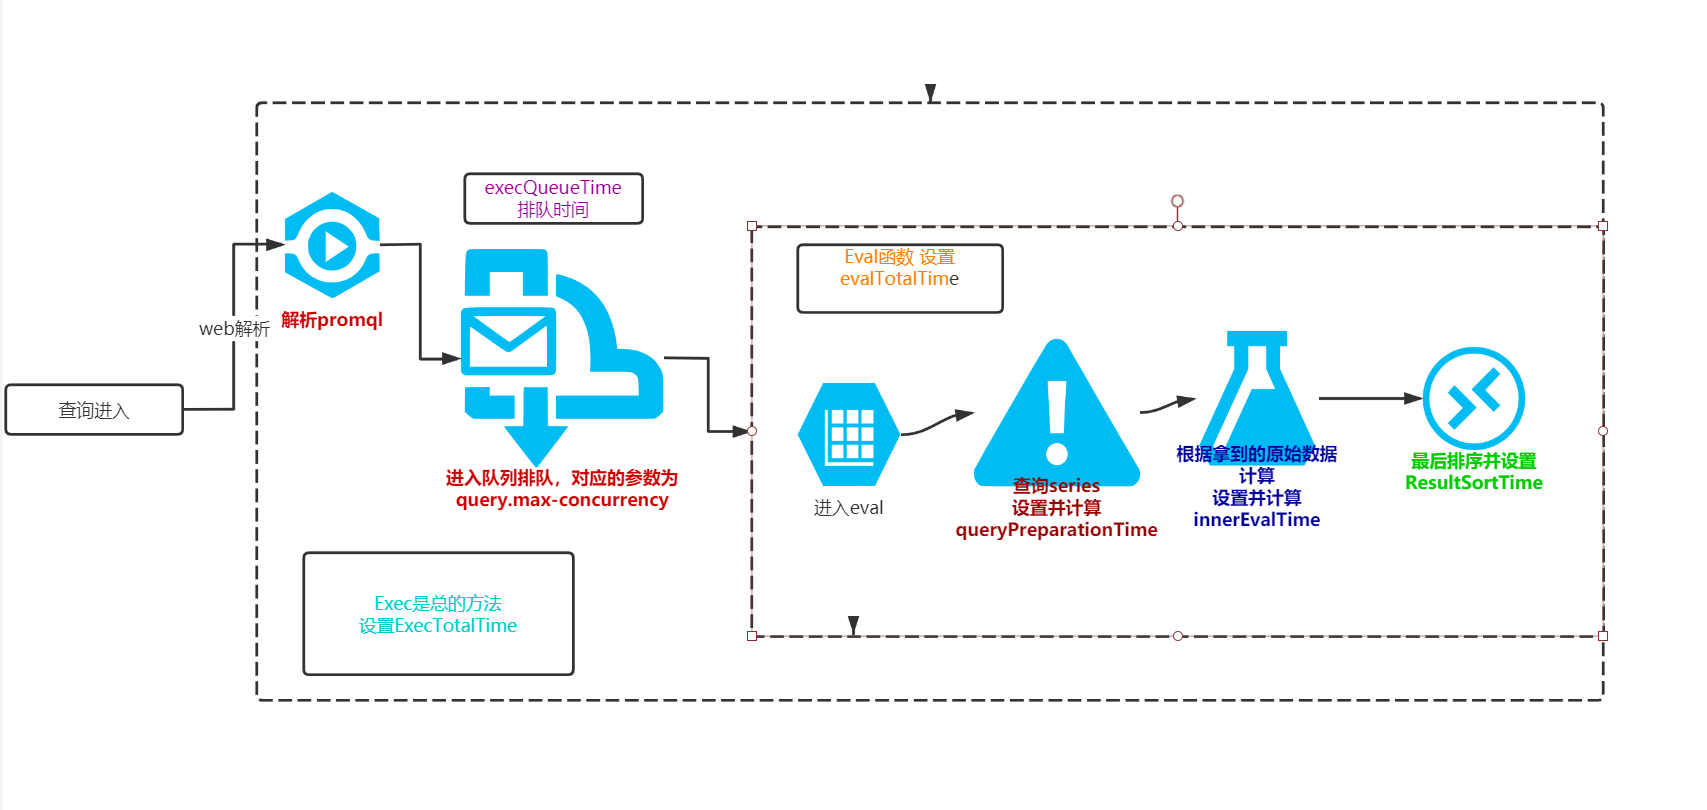 查询进入
web解析
解析promql
execQueueTime
排队时间
进入队列排队，对应的参数为
query.max-concurrency
Exec是总的方法
设置ExecTotalTime
Eval函数 设置
evalTotalTime
进入eval
查询series
设置并计算
queryPreparationTime
根据拿到的原始数据
计算
设置并计算
innerEvalTime
最后排序并设置
ResultSortTime